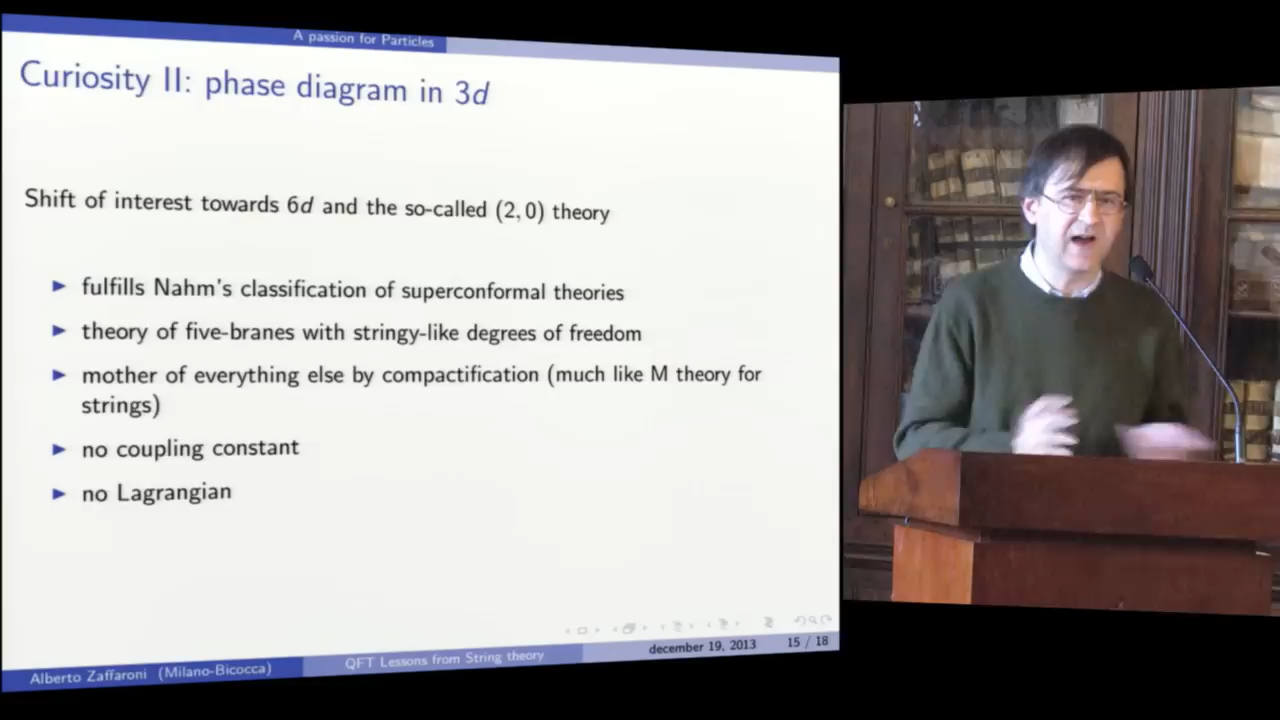 A passion for Particles
Curiosity II: phase diagram in 3d
Shift of interest towards 6d and the so-called (2, 0) theory
► fulfills Nahm's classification of superconformal theories
► theory of five-branes with stringy-like degrees of freedom
► mother of everything else by compactification (much like M theory for
strings)
► no coupling constant
► no Lagrangian
Alberto Zaffaroni (Milano-Bicocca) QFT Lessons from String theory december 19, 2013 15 / 18